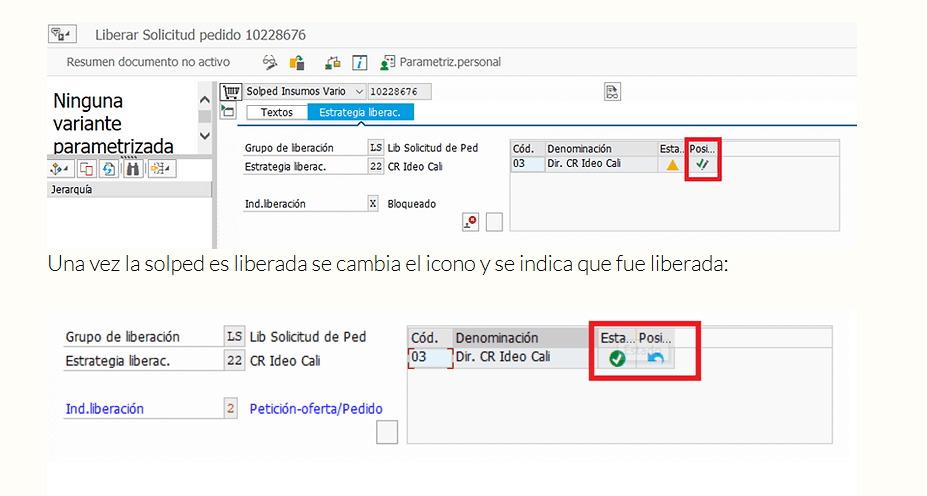 Liberar Solicitud pedido 10228676
Resumen documento no activo Parametriz.personal
Ninguna
variante
parametrizada
Jerarquía
Solped Insumos Vario 10228676
Textos Estrategia liberac.
Grupo de liberación LS Lib Solicitud de Ped
Estrategia liberac. 22 CR Ideo Cali
Ind.liberación X Bloqueado
Cód. Denominación Esta... Posi...
03 Dir. CR Ideo Cali
Una vez la solped es liberada se cambia el icono y se indica que fue liberada:
Grupo de liberación LS Lib Solicitud de Ped
Estrategia liberac. 22 CR Ideo Cali
Ind.liberación 2 Petición-oferta/Pedido
Cód. Denominación Esta... Posi...
03 Dir. CR Ideo Cali
Estado